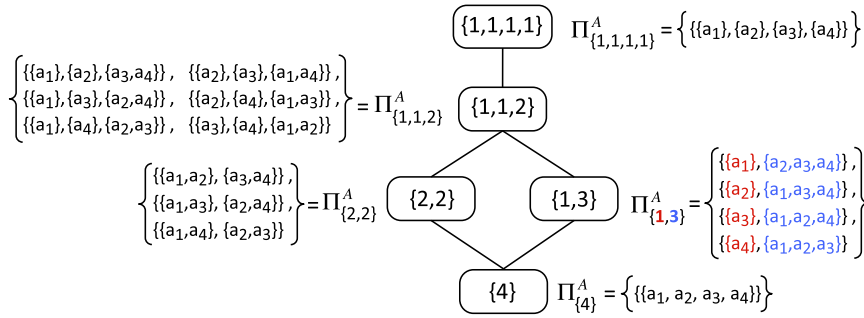 {1,1,1,1}
Π^A_{1,1,1,1} = {{{a₁},{a₂},{a₃},{a₄}}}
{{{a₁},{a₂},{a₃,a₄}} , {{a₂},{a₃},{a₁,a₄}} ,
{{a₁},{a₃},{a₂,a₄}} , {{a₂},{a₄},{a₁,a₃}} ,
{{a₁},{a₄},{a₂,a₃}} , {{a₃},{a₄},{a₁,a₂}}} = Π^A_{1,1,2}
{1,1,2}
{{{a₁,a₂}, {a₃,a₄}} ,
{{a₁,a₃}, {a₂,a₄}} ,
{{a₁,a₄}, {a₂,a₃}}} = Π^A_{2,2}
{2,2}
{1,3}
Π^A_{1,3} = {{{a₁},{a₂,a₃,a₄}} ,
{{a₂},{a₁,a₃,a₄}} ,
{{a₃},{a₁,a₂,a₄}} ,
{{a₄},{a₁,a₂,a₃}}}
{4}
Π^A_{4} = {{{a₁, a₂, a₃, a₄}}}